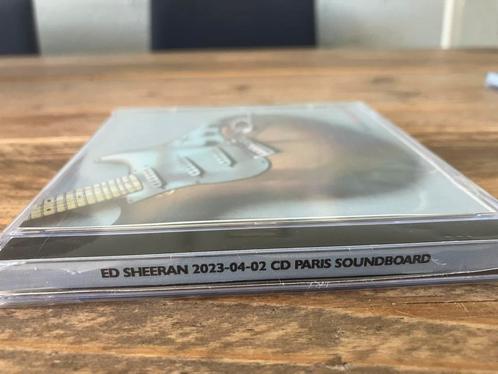 ED SHEERAN 2023-04-02 CD PARIS SOUNDBOARD